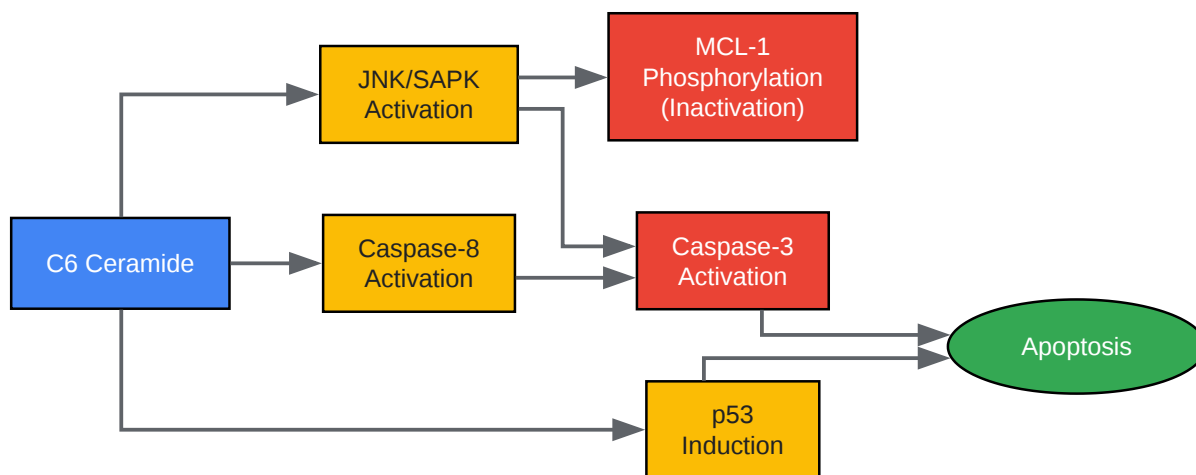 MCL-1
Phosphorylation
(Inactivation)
JNK/SAPK
Activation
C6 Ceramide
Caspase-8
Activation
Caspase-3
Activation
Apoptosis
p53
Induction